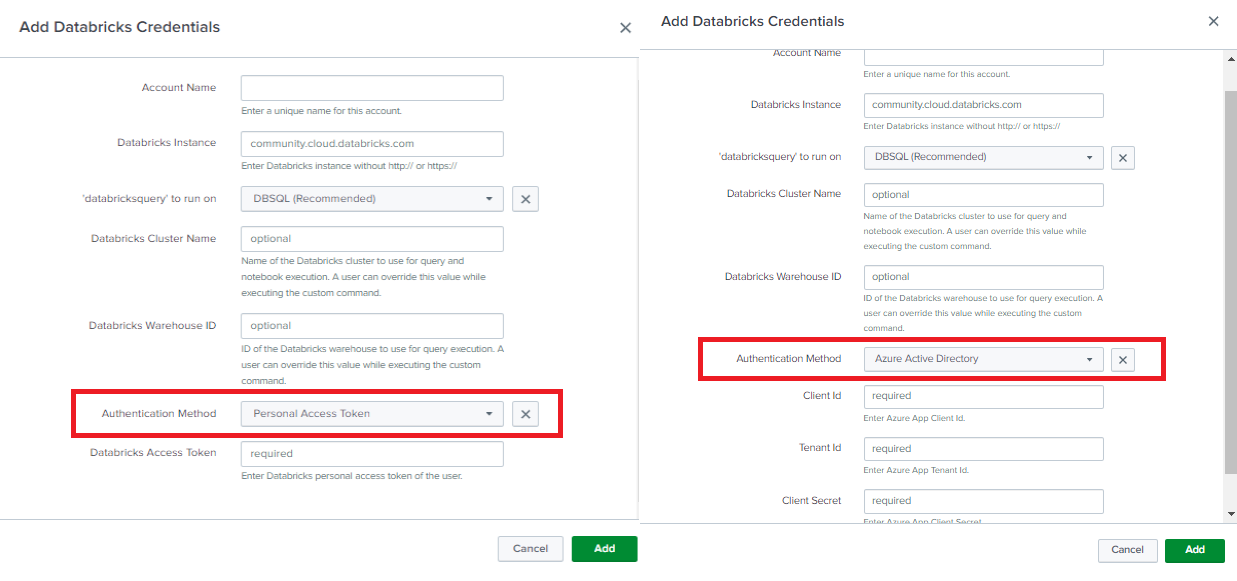 Add Databricks Credentials
Account Name
Enter a unique name for this account.
Databricks Instance
community.cloud.databricks.com
Enter Databricks instance without http:// or https://
'databricksquery' to run on
DBSQL (Recommended)
Databricks Cluster Name
optional
Name of the Databricks cluster to use for query and
notebook execution. A user can override this value while
executing the custom command.
Databricks Warehouse ID
optional
ID of the Databricks warehouse to use for query execution. A
user can override this value while executing the custom
command.
Authentication Method
Personal Access Token
Databricks Access Token
required
Enter Databricks personal access token of the user.
Cancel
Add
Add Databricks Credentials
Account Name
Enter a unique name for this account.
Databricks Instance
community.cloud.databricks.com
Enter Databricks instance without http:// or https://
'databricksquery' to run on
DBSQL (Recommended)
Databricks Cluster Name
optional
Name of the Databricks cluster to use for query and
notebook execution. A user can override this value while
executing the custom command.
Databricks Warehouse ID
optional
ID of the Databricks warehouse to use for query execution. A
user can override this value while executing the custom
command.
Authentication Method
Azure Active Directory
Client Id
required
Enter Azure App Client Id.
Tenant Id
required
Enter Azure App Tenant Id.
Client Secret
required
Enter Azure App Client Secret
Cancel
Add